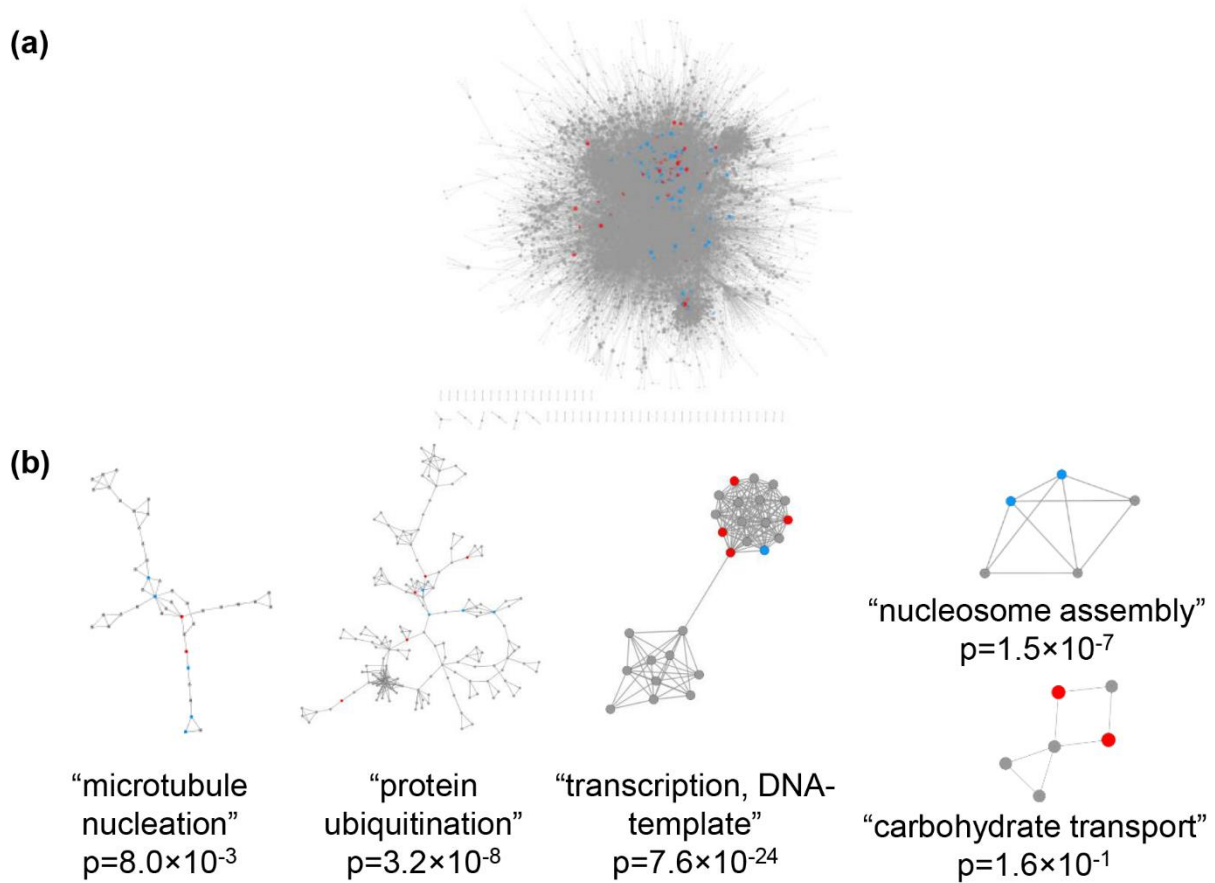 (a)
(b)
“microtubule
nucleation”
p=8.0×10⁻³
“protein
ubiquitination”
p=3.2×10⁻⁸
“transcription, DNA-
template”
p=7.6×10⁻²⁴
“nucleosome assembly”
p=1.5×10⁻⁷
“carbohydrate transport”
p=1.6×10⁻¹